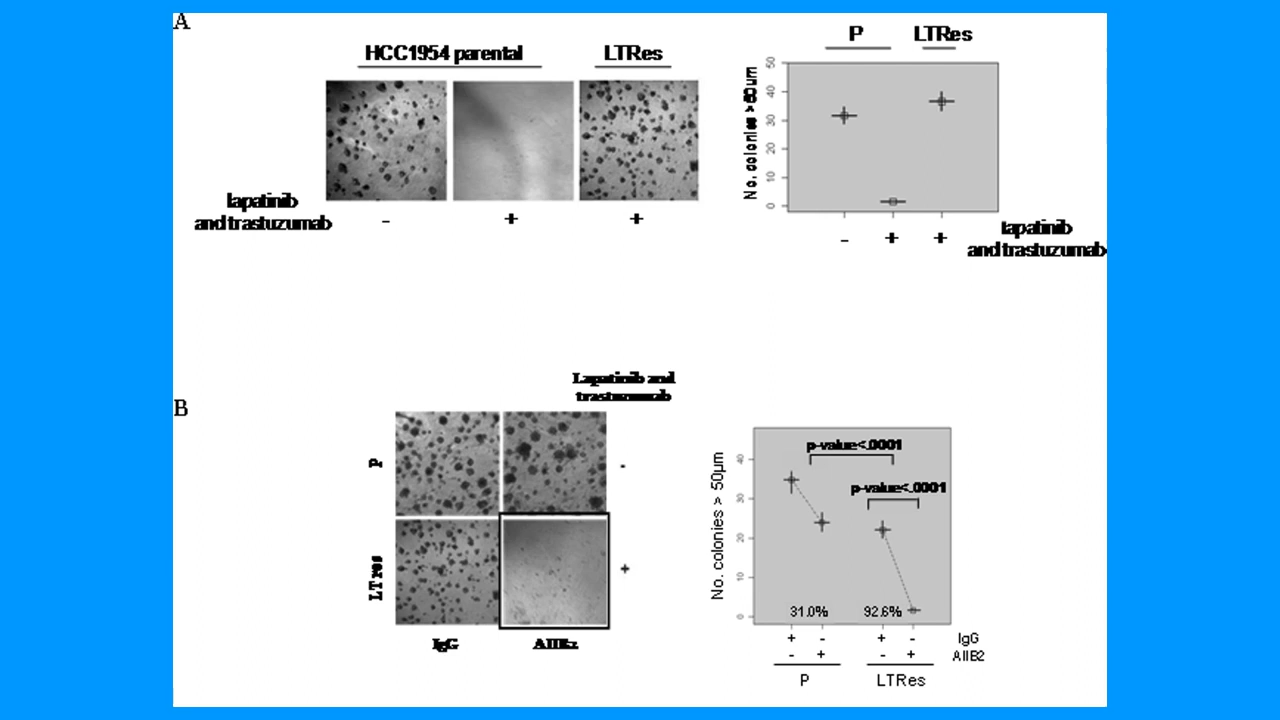 A
HCC1954 parental
LTRes
lapatinib
and trastuzumab
-
+
+
P
LTRes
No. colonies > 50µm
50
40
30
20
10
0
-
+
+
lapatinib
and trastuzumab
B
Lapatinib and
trastuzumab
P
-
LTRes
+
IgG
AIIB2
No. colonies > 50µm
40
30
20
10
0
p-value<.0001
p-value<.0001
31.0%
92.6%
+ - + - IgG
- + - + AIIB2
P
LTRes